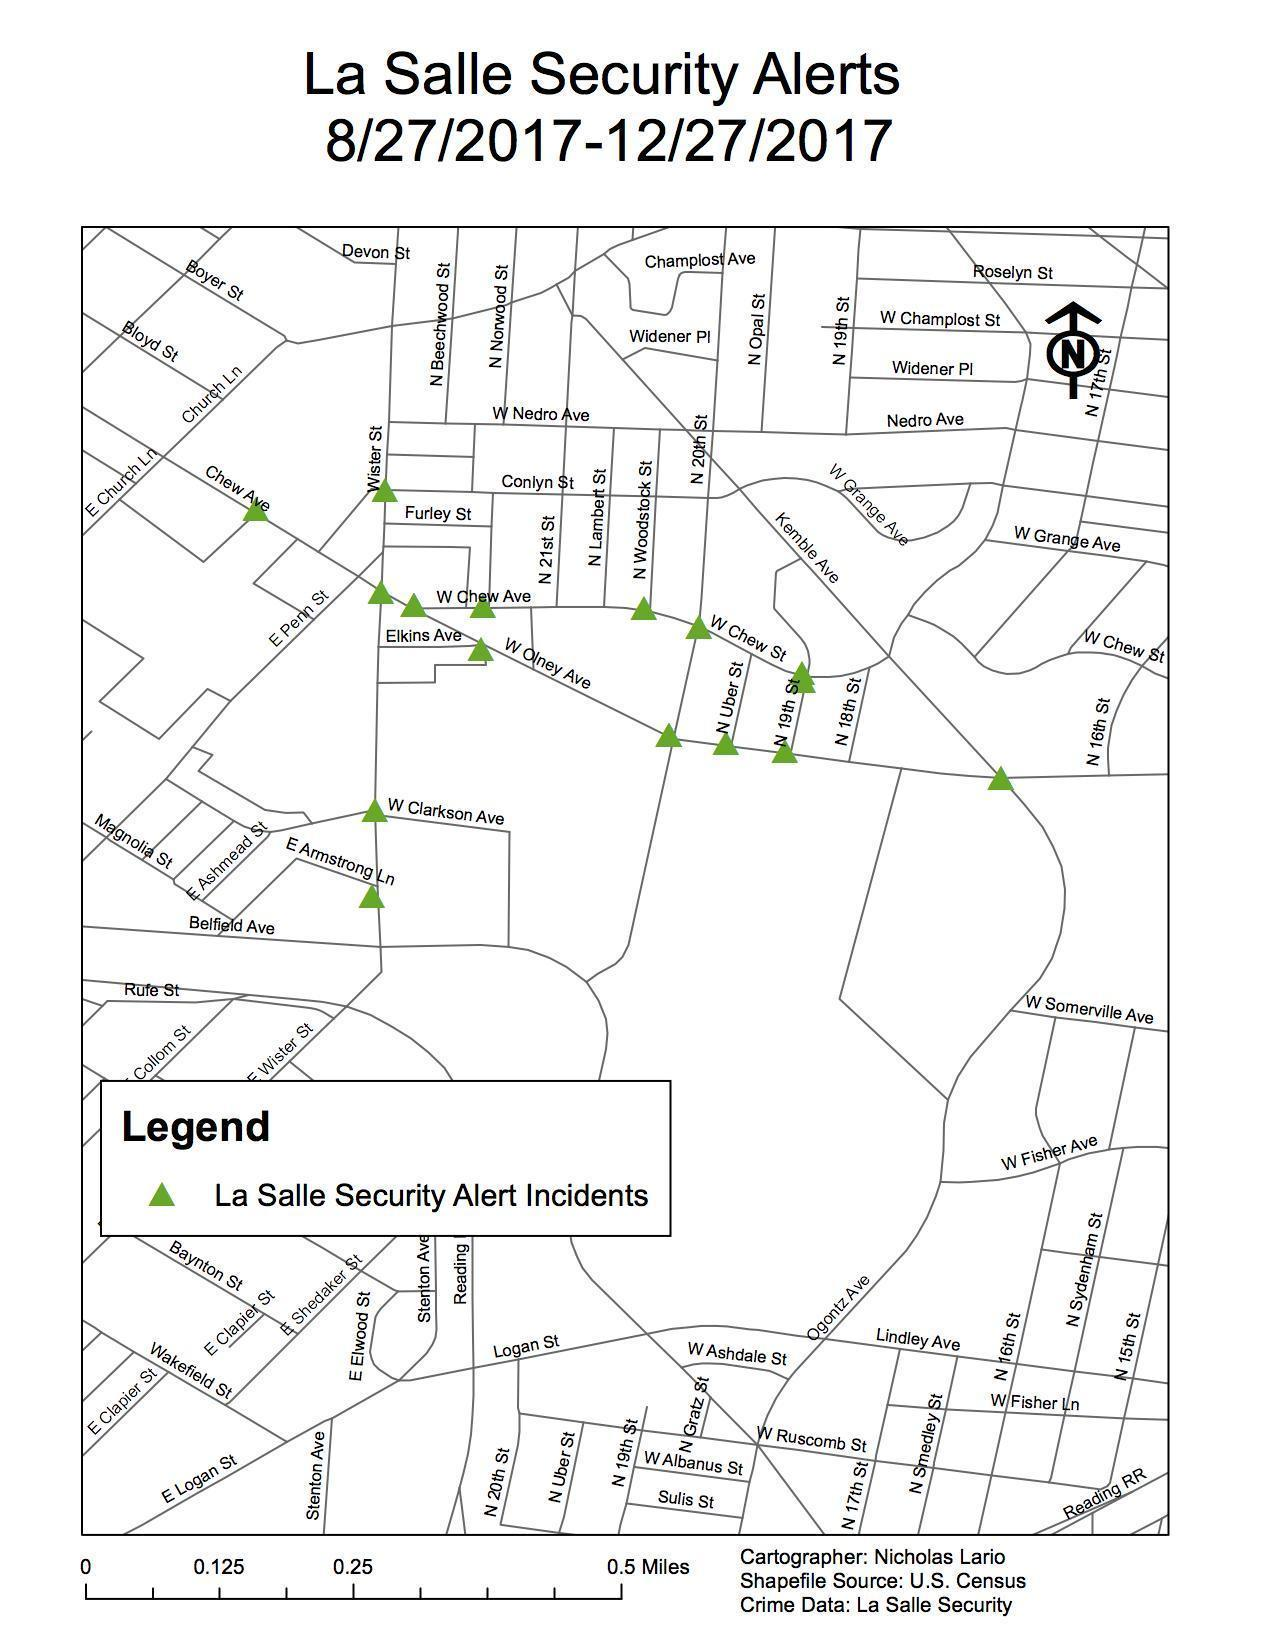 La Salle Security Alerts
8/27/2017-12/27/2017
Devon St
Champlost Ave
Boyer St
Roselyn St
N Beechwood St
N Norwood St
N Opal St
N 19th St
W Champlost St
Bloyd St
Widener Pl
N
Widener Pl
N 17th St
Church Ln
W Nedro Ave
Nedro Ave
Wister St
N 20th St
E Church Ln
Chew Ave
Conlyn St
W Grange Ave
Furley St
N 21st St
N Lambert St
N Woodstock St
Kemble Ave
W Grange Ave
E Penn St
W Chew Ave
Elkins Ave
W Olney Ave
W Chew St
W Chew St
N Uber St
N 19th St
N 18th St
N 16th St
W Clarkson Ave
Magnolia St
E Ashmead St
E Armstrong Ln
Belfield Ave
Rufe St
W Somerville Ave
Collom St
E Wister St
Legend
La Salle Security Alert Incidents
W Fisher Ave
Baynton St
E Clapier St
E Shedaker St
Stenton Ave
Reading
E Elwood St
N Sydenham St
Ogontz Ave
Logan St
W Ashdale St
Lindley Ave
N 16th St
N 15th St
Wakefield St
E Clapier St
W Fisher Ln
N Gratz St
W Ruscomb St
N Smedley St
E Logan St
Stenton Ave
N 20th St
N Uber St
N 19th St
W Albanus St
Sulis St
N 17th St
Reading RR
0 0.125 0.25 0.5 Miles
Cartographer: Nicholas Lario
Shapefile Source: U.S. Census
Crime Data: La Salle Security